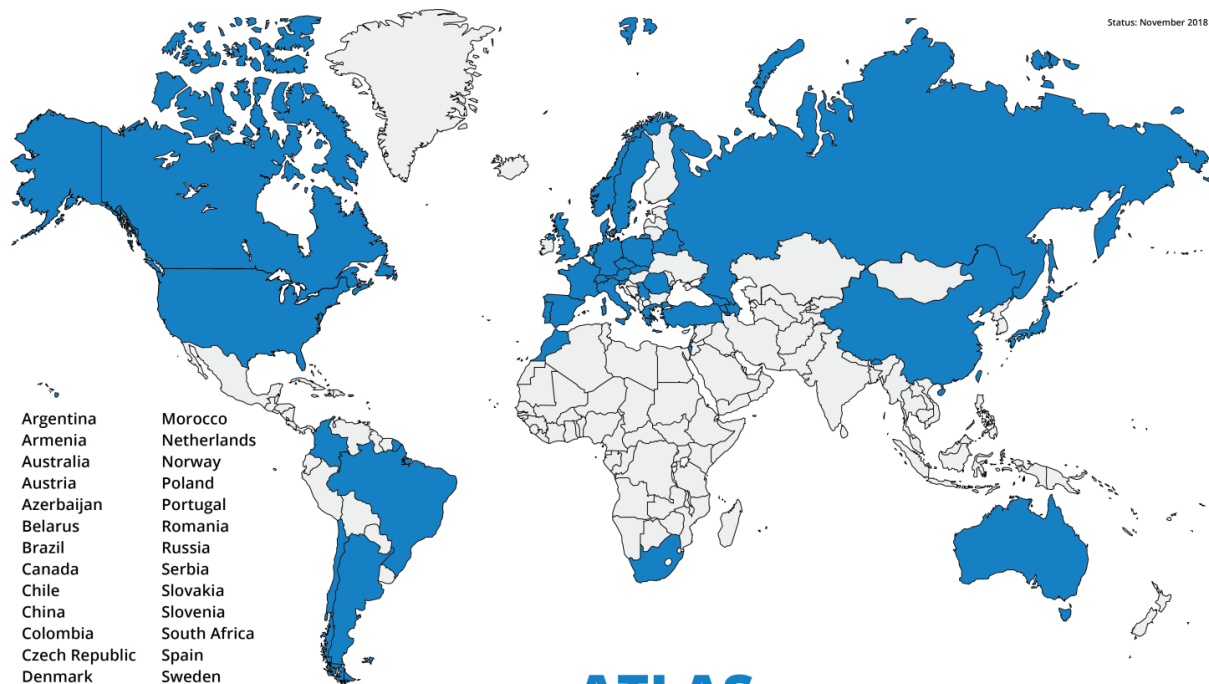 Status: November 2018
Argentina
Armenia
Australia
Austria
Azerbaijan
Belarus
Brazil
Canada
Chile
China
Colombia
Czech Republic
Denmark
Morocco
Netherlands
Norway
Poland
Portugal
Romania
Russia
Serbia
Slovakia
Slovenia
South Africa
Spain
Sweden
ATLAS